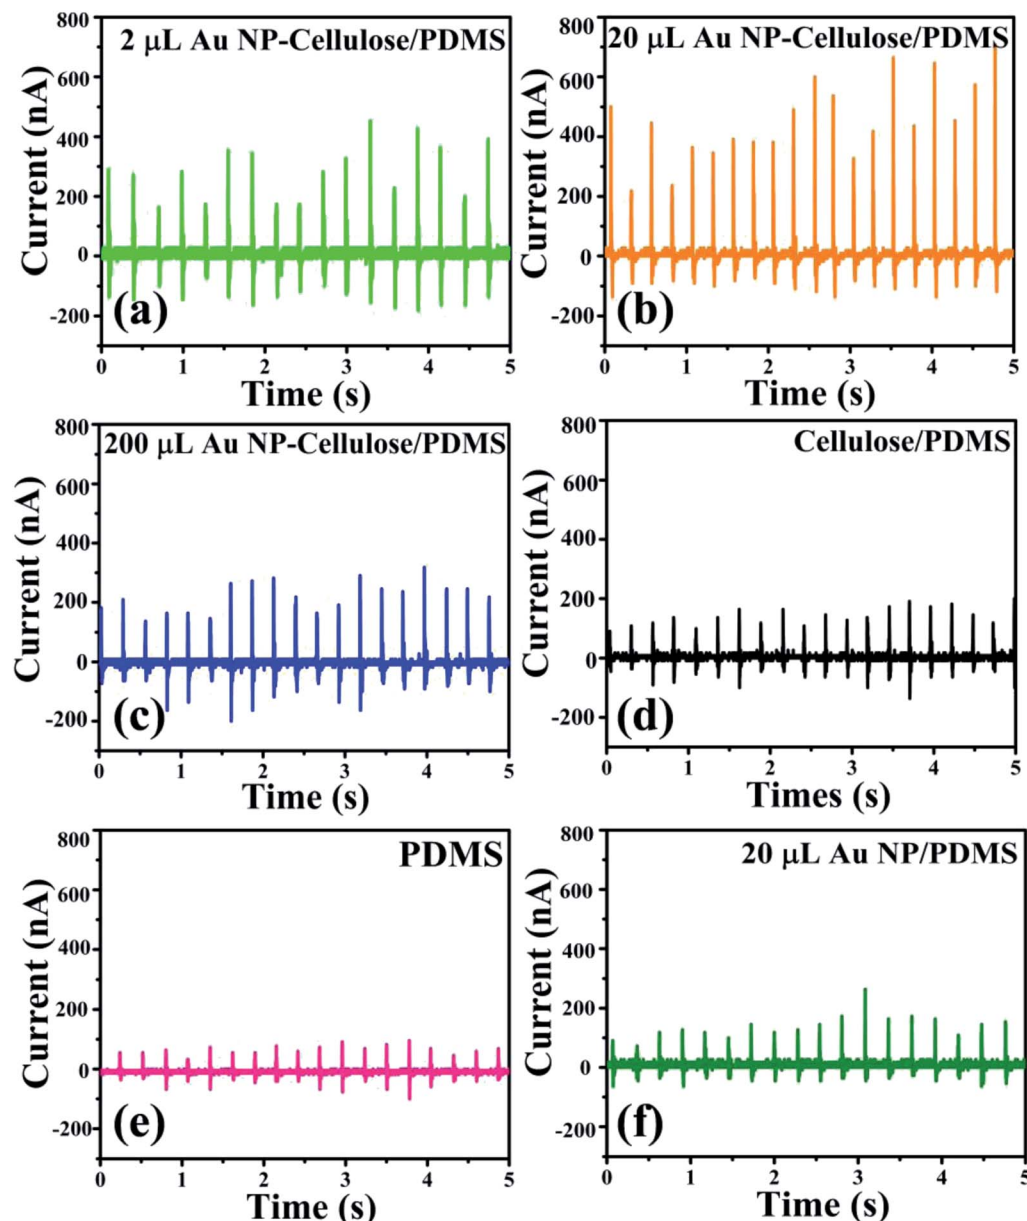 800
600
400
200
0
-200
Current (nA)
2 μL Au NP-Cellulose/PDMS
(a)
0 1 2 3 4 5
Time (s)
800
600
400
200
0
-200
Current (nA)
20 μL Au NP-Cellulose/PDMS
(b)
0 1 2 3 4 5
Time (s)
800
600
400
200
0
-200
Current (nA)
200 μL Au NP-Cellulose/PDMS
(c)
0 1 2 3 4 5
Time (s)
800
600
400
200
0
-200
Current (nA)
Cellulose/PDMS
(d)
0 1 2 3 4 5
Times (s)
800
600
400
200
0
-200
Current (nA)
PDMS
(e)
0 1 2 3 4 5
Time (s)
800
600
400
200
0
-200
Current (nA)
20 μL Au NP/PDMS
(f)
0 1 2 3 4 5
Time (s)